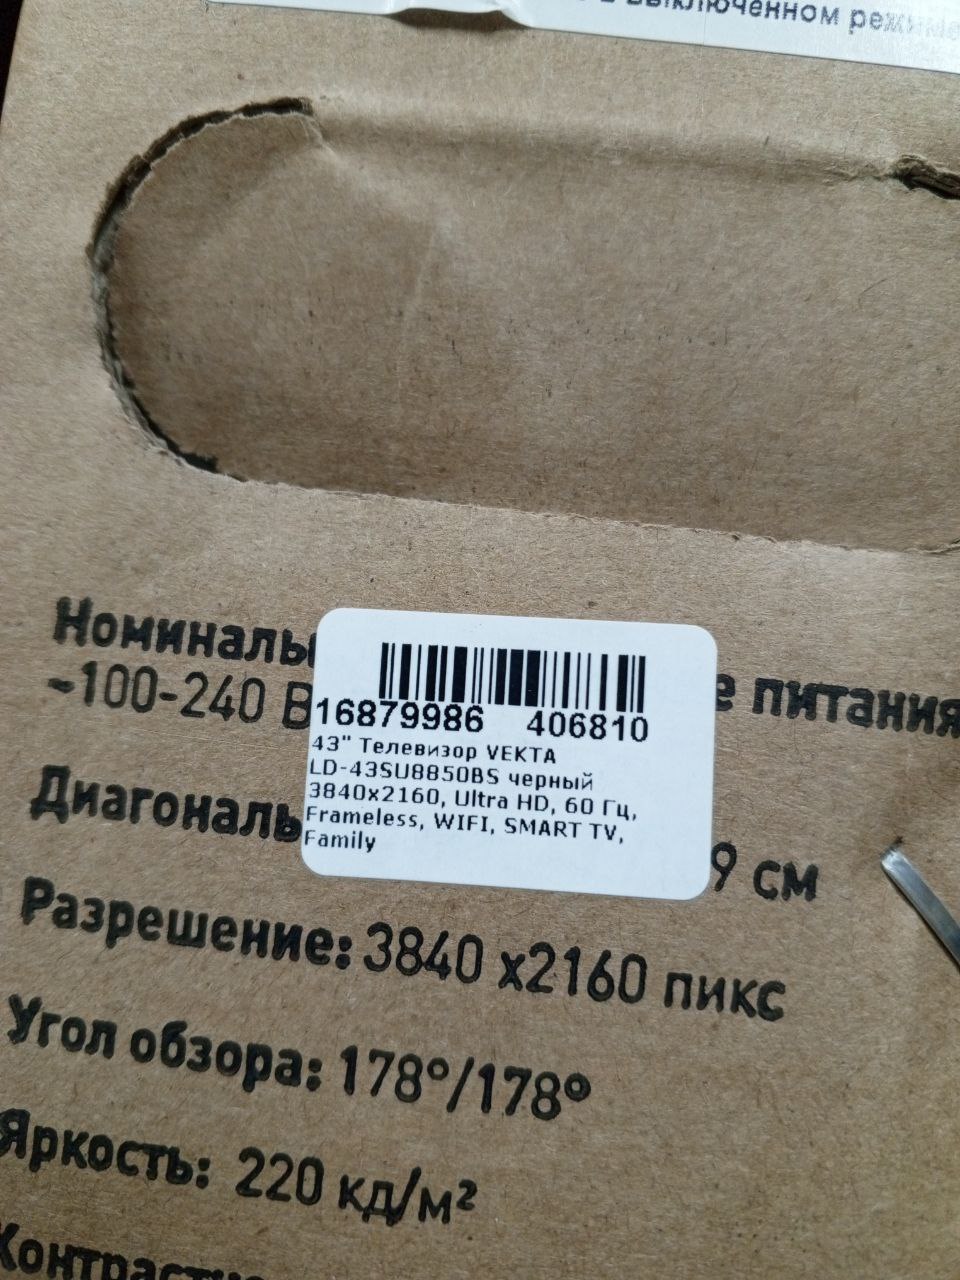 в выключенном режиме
Номиналь е питания
~100-240 В
16879986 406810
43" Телевизор VEKTA
LD-43SU8850BS черный
3840x2160, Ultra HD, 60 Гц,
Frameless, WIFI, SMART TV,
Family
Диагональ 9 см
Разрешение: 3840 x2160 пикс
Угол обзора: 178°/178°
Яркость: 220 кд/м²